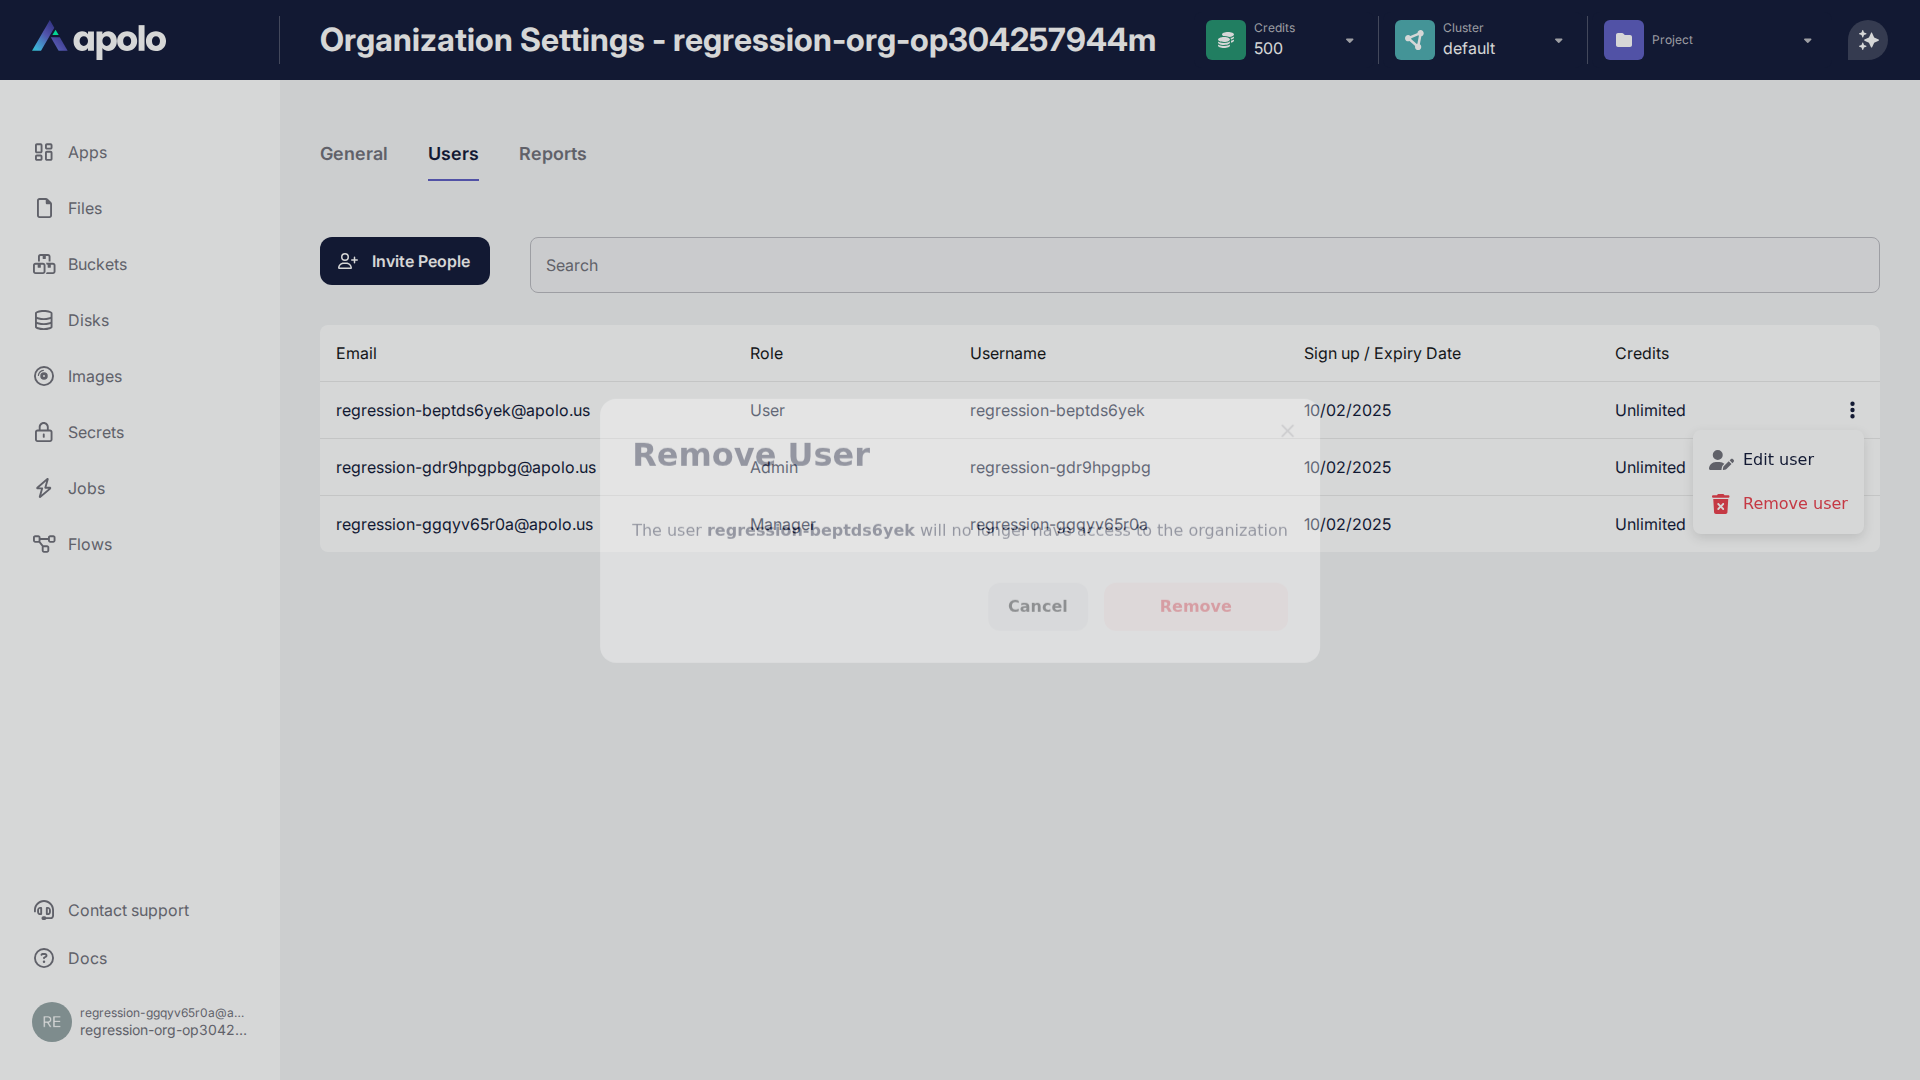 apolo
Organization Settings - regression-org-op304257944m
Credits
500
Cluster
default
Project
Apps
Files
Buckets
Disks
Images
Secrets
Jobs
Flows
Contact support
Docs
RE
regression-ggqyv65r0a@a...
regression-org-op3042...
General
Users
Reports
Invite People
Search
Email Role Username Sign up / Expiry Date Credits
regression-beptds6yek@apolo.us User regression-beptds6yek 10/02/2025 Unlimited
regression-gdr9hpgpbg@apolo.us Admin regression-gdr9hpgpbg 10/02/2025 Unlimited
regression-ggqyv65r0a@apolo.us Manager regression-ggqyv65r0a 10/02/2025 Unlimited
Edit user
Remove user
Remove User
The user regression-beptds6yek will no longer have access to the organization
Cancel
Remove